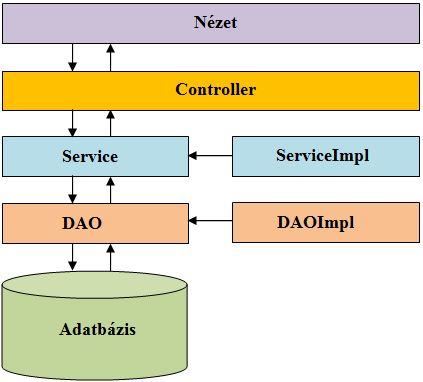 Nézet
Controller
Service
ServiceImpl
DAO
DAOImpl
Adatbázis